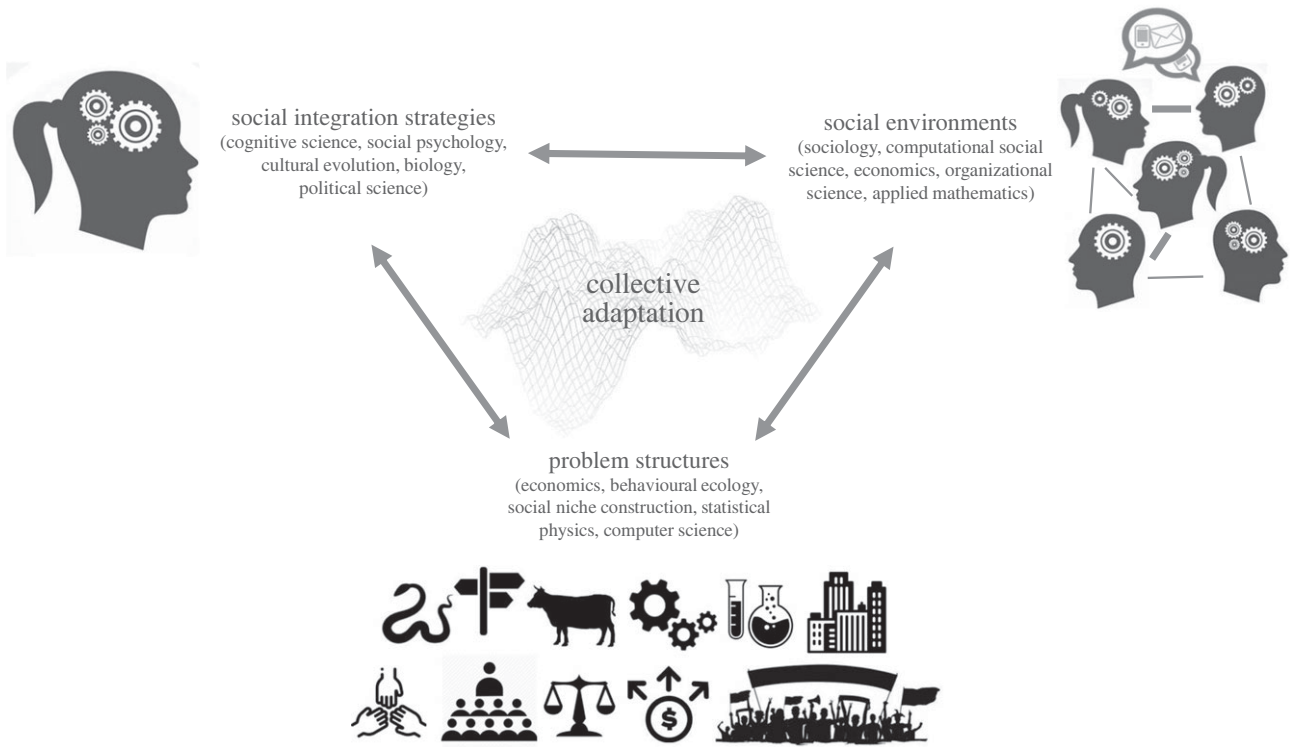 social integration strategies
(cognitive science, social psychology,
cultural evolution, biology,
political science)
social environments
(sociology, computational social
science, economics, organizational
science, applied mathematics)
collective
adaptation
problem structures
(economics, behavioural ecology,
social niche construction, statistical
physics, computer science)
$